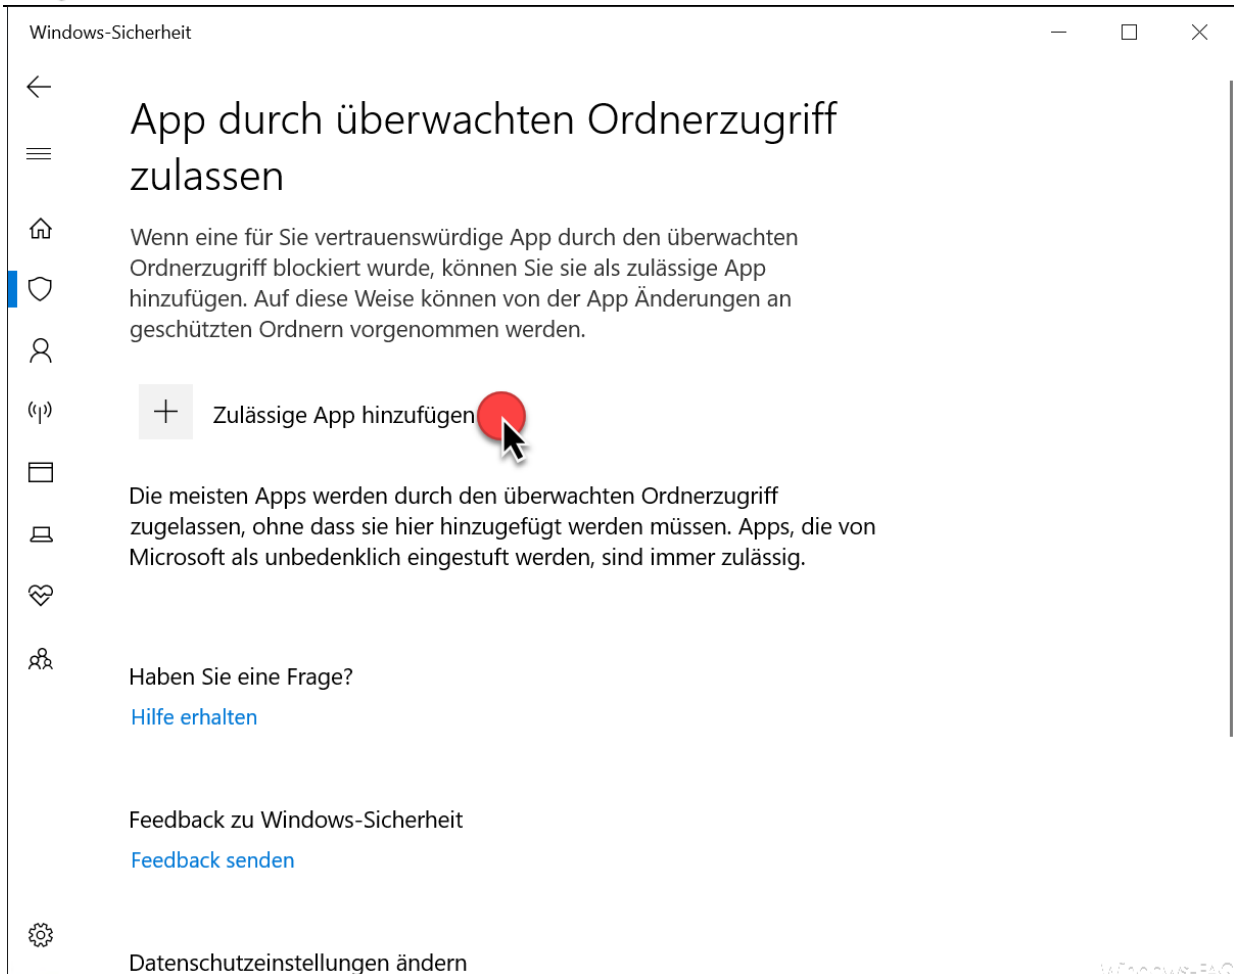 Windows-Sicherheit
App durch überwachten Ordnerzugriff
zulassen
Wenn eine für Sie vertrauenswürdige App durch den überwachten
Ordnerzugriff blockiert wurde, können Sie sie als zulässige App
hinzufügen. Auf diese Weise können von der App Änderungen an
geschützten Ordnern vorgenommen werden.
Zulässige App hinzufügen
Die meisten Apps werden durch den überwachten Ordnerzugriff
zugelassen, ohne dass sie hier hinzugefügt werden müssen. Apps, die von
Microsoft als unbedenklich eingestuft werden, sind immer zulässig.
Haben Sie eine Frage?
Hilfe erhalten
Feedback zu Windows-Sicherheit
Feedback senden
Datenschutzeinstellungen ändern